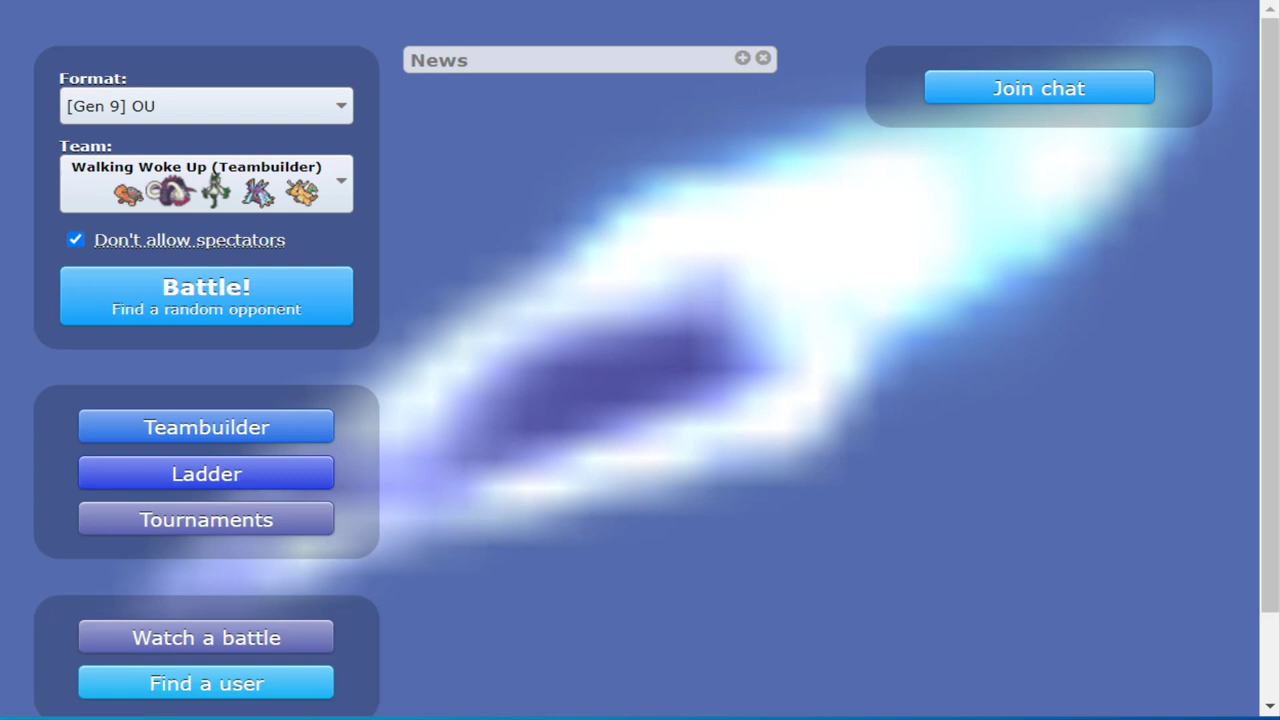 Format:
[Gen 9] OU
Team:
Walking Woke Up (Teambuilder)
Don't allow spectators
Battle!
Find a random opponent
Teambuilder
Ladder
Tournaments
Watch a battle
Find a user
News
Join chat